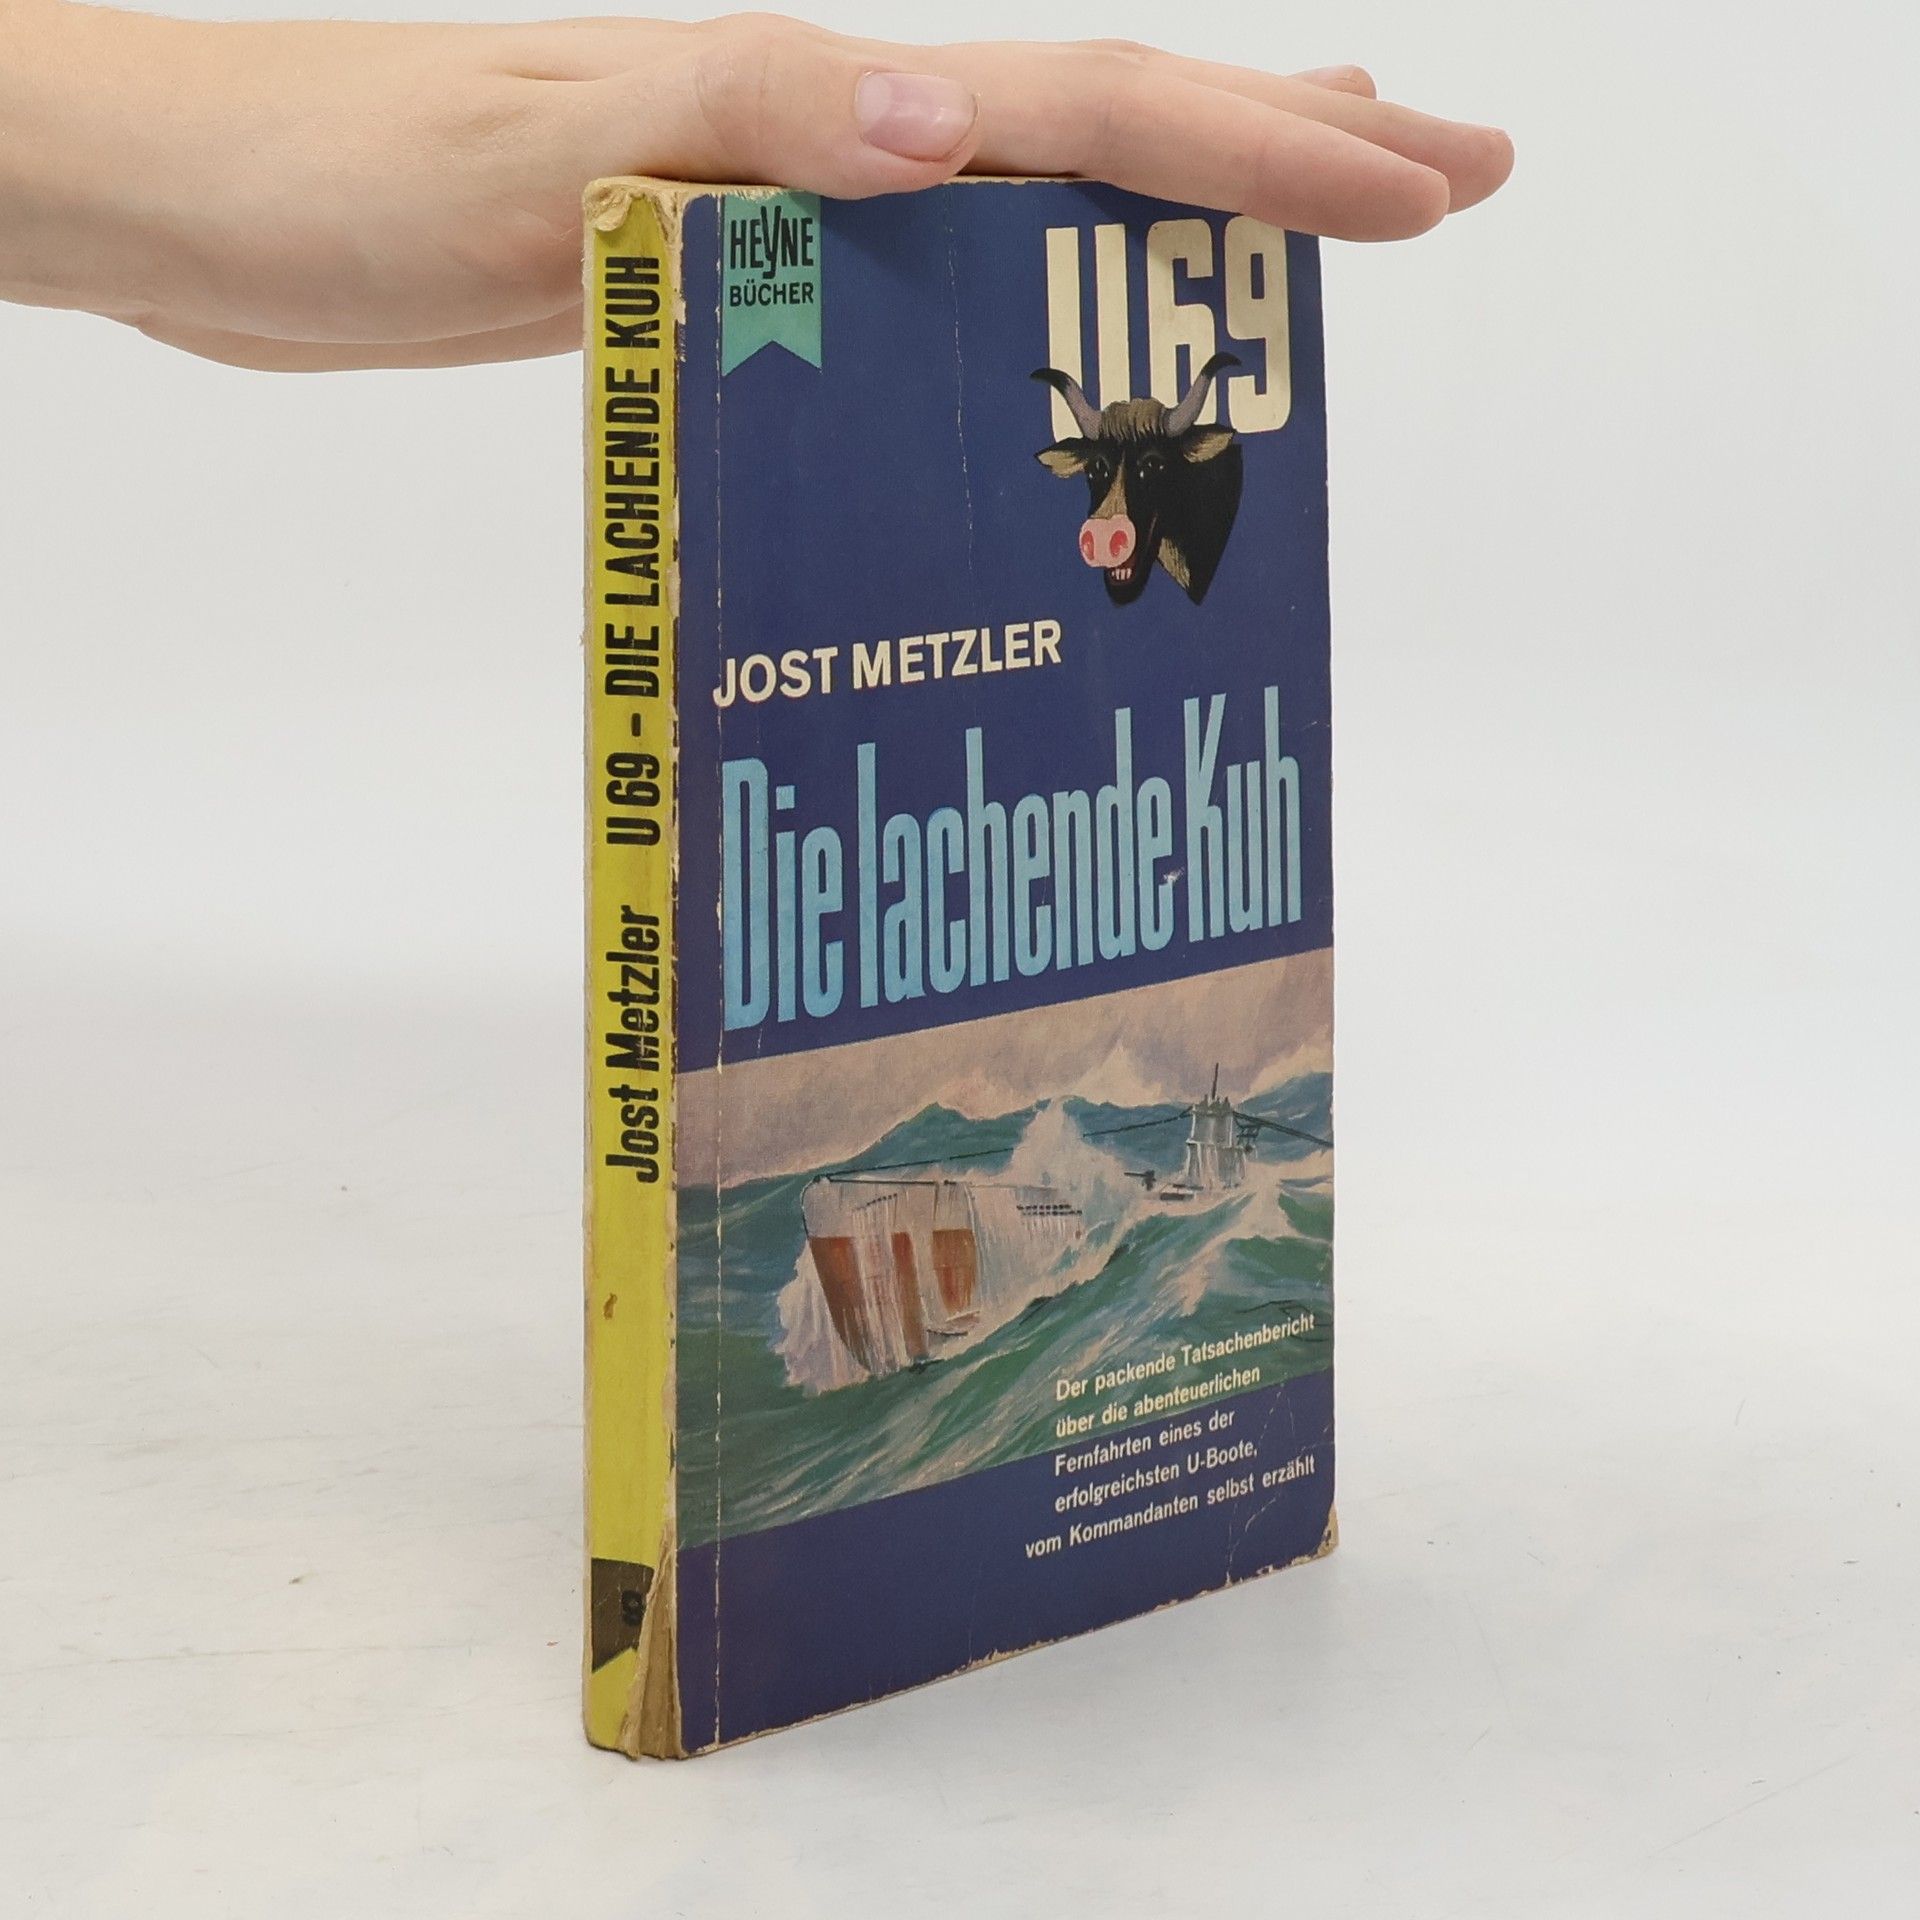 Jost Metzler U 69 - DIE LACHENDE KUH
HEYNE
BÜCHER
U69
JOST METZLER
Die lachende Kuh
Der packende Tatsachenbericht
über die abenteuerlichen
Fernfahrten eines der
erfolgreichsten U-Boote,
vom Kommandanten selbst erzählt